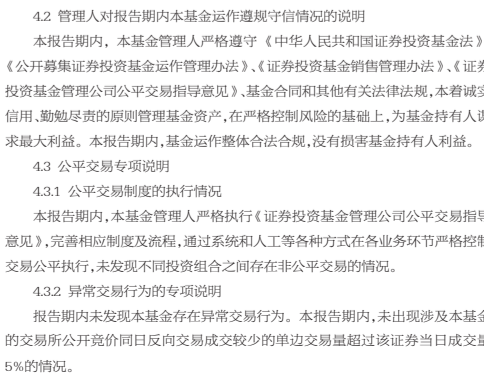 4.2 管理人对报告期内本基金运作遵规守信情况的说明
本报告期内，本基金管理人严格遵守《中华人民共和国证券投资基金法》
《公开募集证券投资基金运作管理办法》、《证券投资基金销售管理办法》、《证券
投资基金管理公司公平交易指导意见》、基金合同和其他有关法律法规，本着诚实
信用、勤勉尽责的原则管理基金资产，在严格控制风险的基础上，为基金持有人谋
求最大利益。本报告期内，基金运作整体合法合规，没有损害基金持有人利益。
4.3 公平交易专项说明
4.3.1 公平交易制度的执行情况
本报告期内，本基金管理人严格执行《证券投资基金管理公司公平交易指导
意见》，完善相应制度及流程，通过系统和人工等各种方式在各业务环节严格控制
交易公平执行，未发现不同投资组合之间存在非公平交易的情况。
4.3.2 异常交易行为的专项说明
报告期内未发现本基金存在异常交易行为。本报告期内，未出现涉及本基金
的交易所公开竞价同日反向交易成交较少的单边交易量超过该证券当日成交量
5%的情况。